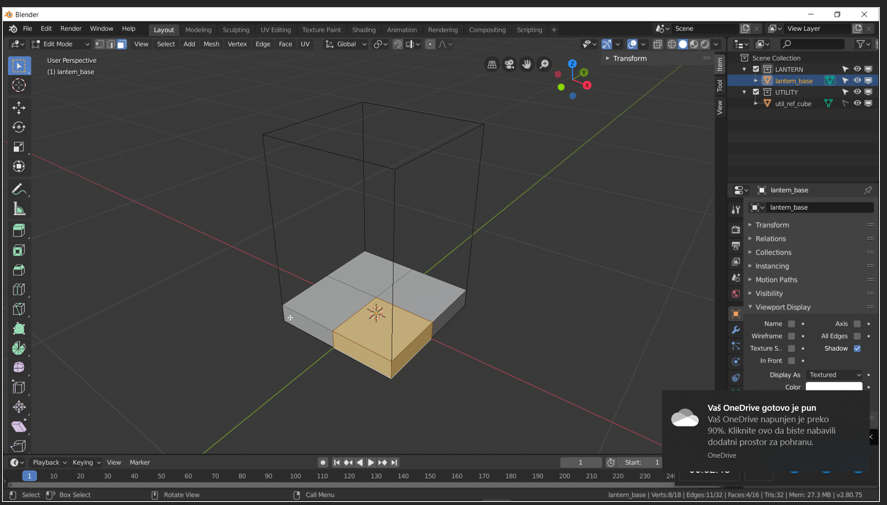 Blender
File Edit Render Window Help Layout Modeling Sculpting UV Editing Texture Paint Shading Animation Rendering Compositing Scripting + Scene View Layer
Edit Mode View Select Add Mesh Vertex Edge Face UV Global
User Perspective
(1) lantern_base
Z
Y
X
Transform
Item
Tool
View
Scene Collection
LANTERN
lantern_base
UTILITY
util_ref_cube
lantern_base
lantern_base
Transform
Relations
Collections
Instancing
Motion Paths
Visibility
Viewport Display
Name Axis
Wireframe All Edges
Texture S.. Shadow
In Front
Display As Textured
Color
Vaš OneDrive gotovo je pun
Vaš OneDrive napunjen je preko
90%. Kliknite ovo da biste nabavili
dodatni prostor za pohranu.
OneDrive
Playback Keying View Marker 1 Start: 1
1 10 20 30 40 50 60 70 80 90 100 110 120 130 140 150 160 170 180 190 200 210 220 230
Select Box Select Rotate View Call Menu lantern_base | Verts:8/18 | Edges:11/32 | Faces:4/16 | Tris:32 | Mem: 27.3 MB | v2.80.75